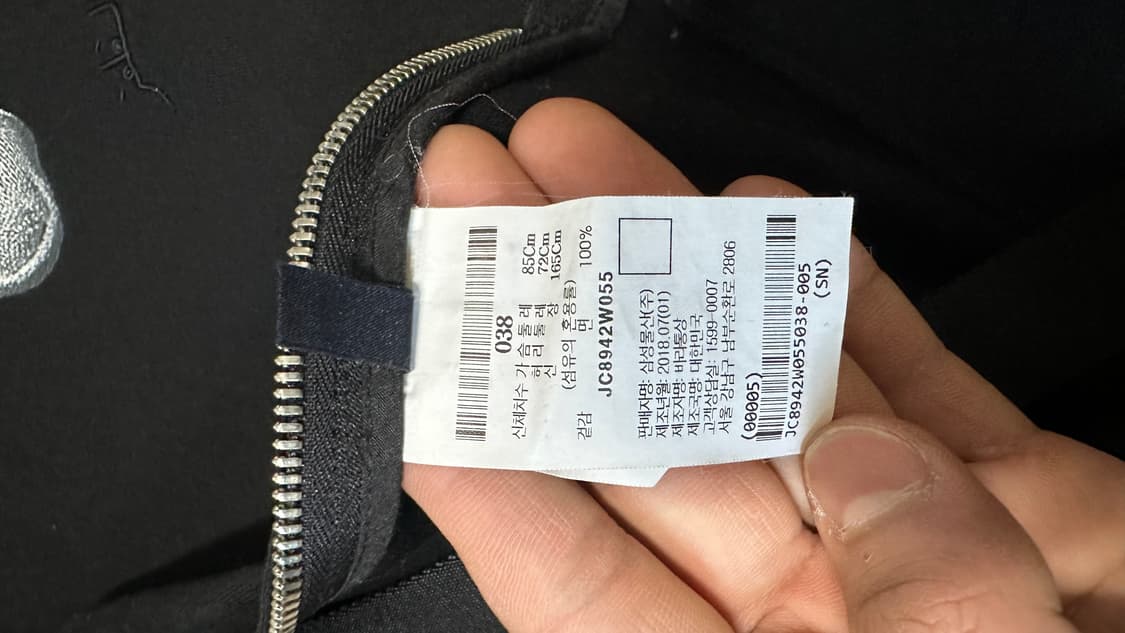 038
신체치수 가슴둘레 85Cm
허리둘레 72Cm
신 장 165Cm
(섬유의 혼용률)
겉감 면 100%
JC8942W055
판매자명: 삼성물산(주)
제조년월: 2018.07(01)
제조자명: 비리통상
제조국명: 대한민국
고객상담실: 1599-0007
서울 강남구 남부순환로 2806
(00005)
JC8942W055038-005
(SN)